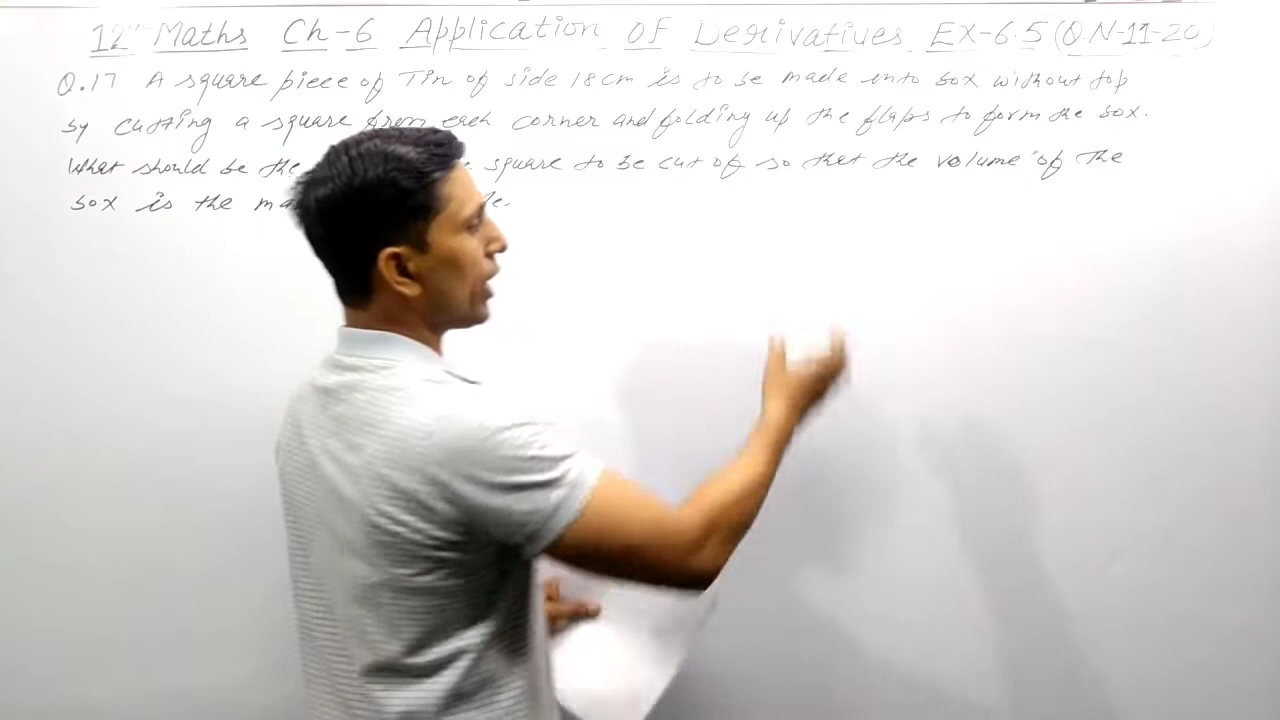 12th Maths Ch-6 Application of Derivatives EX-6.5 (Q.N-11-20)
Q.17 A square piece of Tin of side 18cm is to be made into box without top
by cutting a square from each corner and folding up the flaps to form the box.
What should be the square to be cut of so that the volume of the
box is the